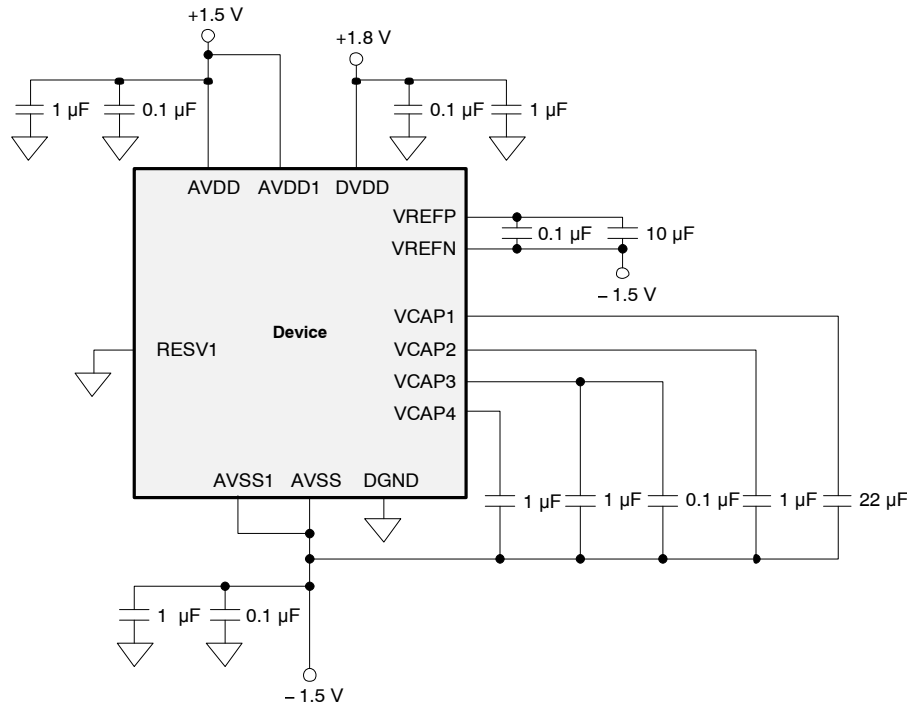 +1.5 V
+1.8 V
1 µF
0.1 µF
0.1 µF
1 µF
AVDD
AVDD1
DVDD
VREFP
VREFN
0.1 µF
10 µF
– 1.5 V
VCAP1
Device
RESV1
VCAP2
VCAP3
VCAP4
AVSS1
AVSS
DGND
1 µF
1 µF
0.1 µF
1 µF
22 µF
1 µF
0.1 µF
– 1.5 V